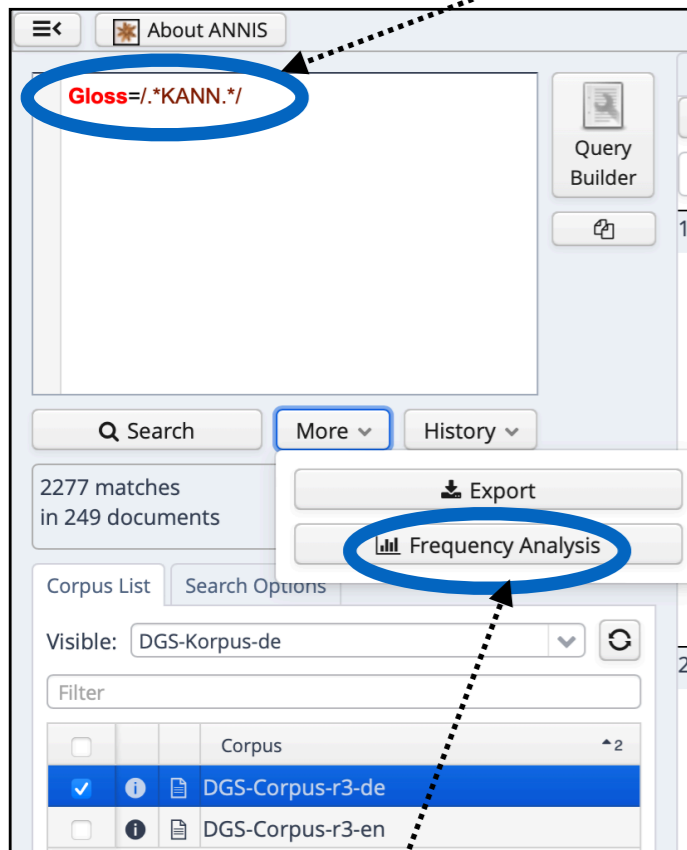 About ANNIS
Gloss=/.*KANN.*/
Query
Builder
1
Search More History
2277 matches
in 249 documents
Export
Frequency Analysis
Corpus List Search Options
Visible: DGS-Korpus-de
2
Filter
Corpus 2
DGS-Corpus-r3-de
DGS-Corpus-r3-en